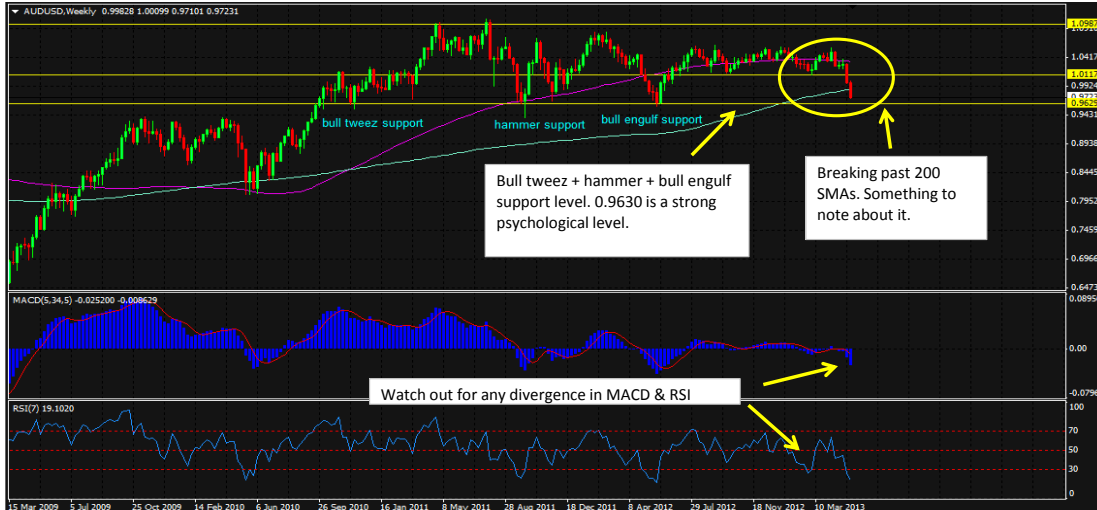 AUDUSD,Weekly 0.99828 1.00099 0.97101 0.97231
1.0987
1.0417
1.0117
0.9924
0.9625
0.9431
0.8938
0.8445
0.7952
0.7459
0.6966
0.6473
bull tweez support
hammer support
bull engulf support
Bull tweez + hammer + bull engulf
support level. 0.9630 is a strong
psychological level.
Breaking past 200
SMAs. Something to
note about it.
MACD(5,34,5) -0.025200 -0.008629
0.0895
0.00
-0.0796
Watch out for any divergence in MACD & RSI
RSI(7) 19.1020
100
70
50
30
0
15 Mar 2009 5 Jul 2009 25 Oct 2009 14 Feb 2010 6 Jun 2010 26 Sep 2010 16 Jan 2011 8 May 2011 28 Aug 2011 18 Dec 2011 8 Apr 2012 29 Jul 2012 18 Nov 2012 10 Mar 2013